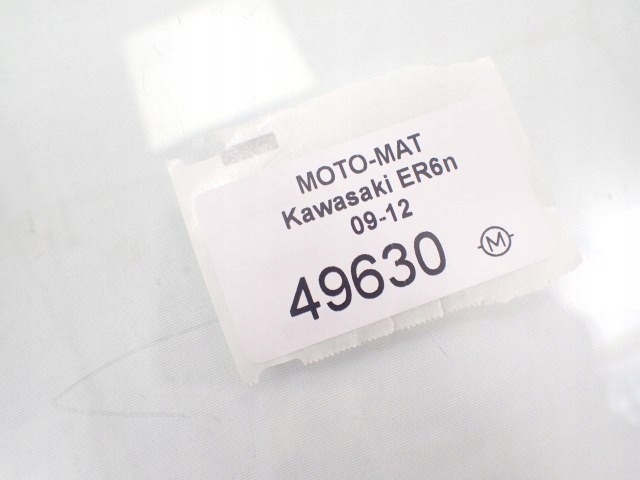 MOTO-MAT
Kawasaki ER6n
09-12
49630
M